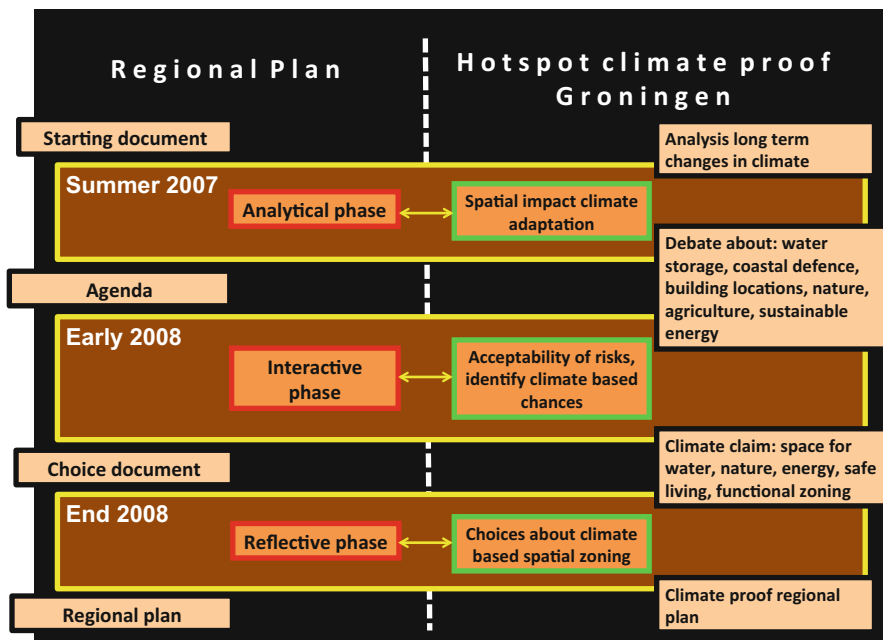 Regional Plan
Hotspot climate proof
Groningen
Starting document
Analysis long term
changes in climate
Summer 2007
Analytical phase
Spatial impact climate
adaptation
Debate about: water
storage, coastal defence,
building locations, nature,
agriculture, sustainable
energy
Agenda
Early 2008
Interactive
phase
Acceptability of risks,
identify climate based
chances
Climate claim: space for
water, nature, energy, safe
living, functional zoning
Choice document
End 2008
Reflective phase
Choices about climate
based spatial zoning
Climate proof regional
plan
Regional plan